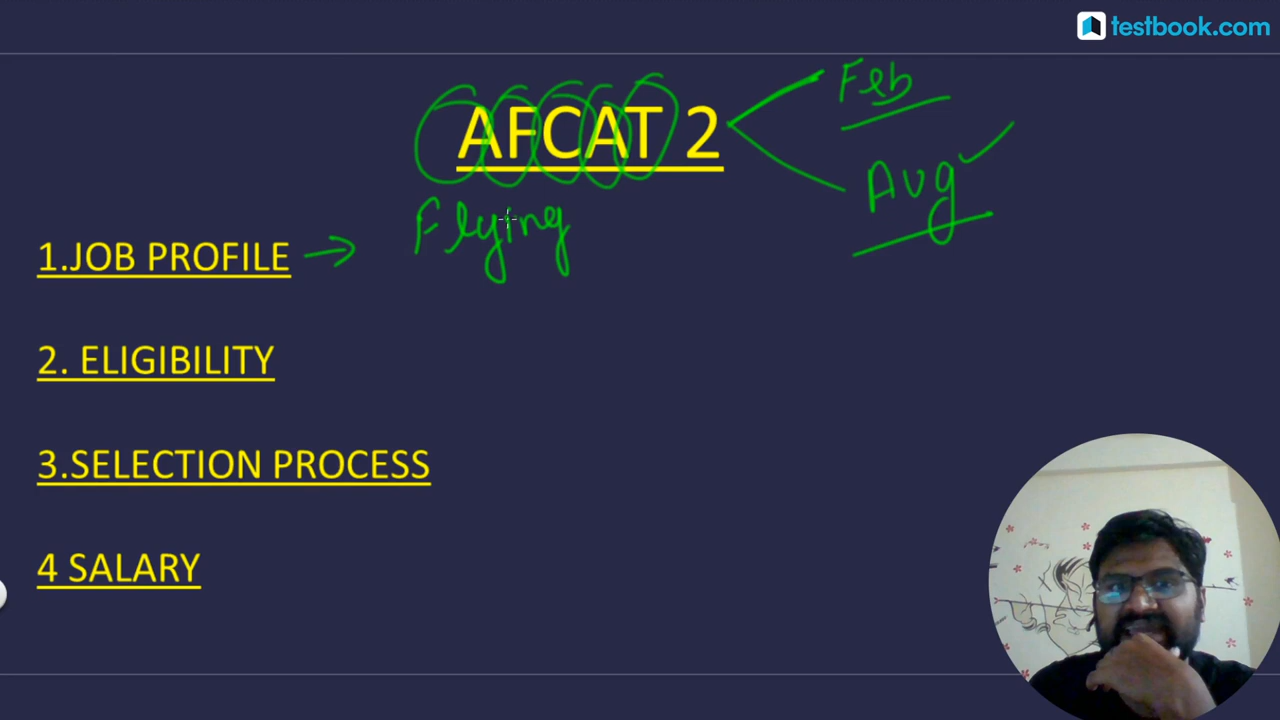 testbook.com
AFCAT 2
Feb
Aug
Flying
1.JOB PROFILE
2. ELIGIBILITY
3.SELECTION PROCESS
4 SALARY